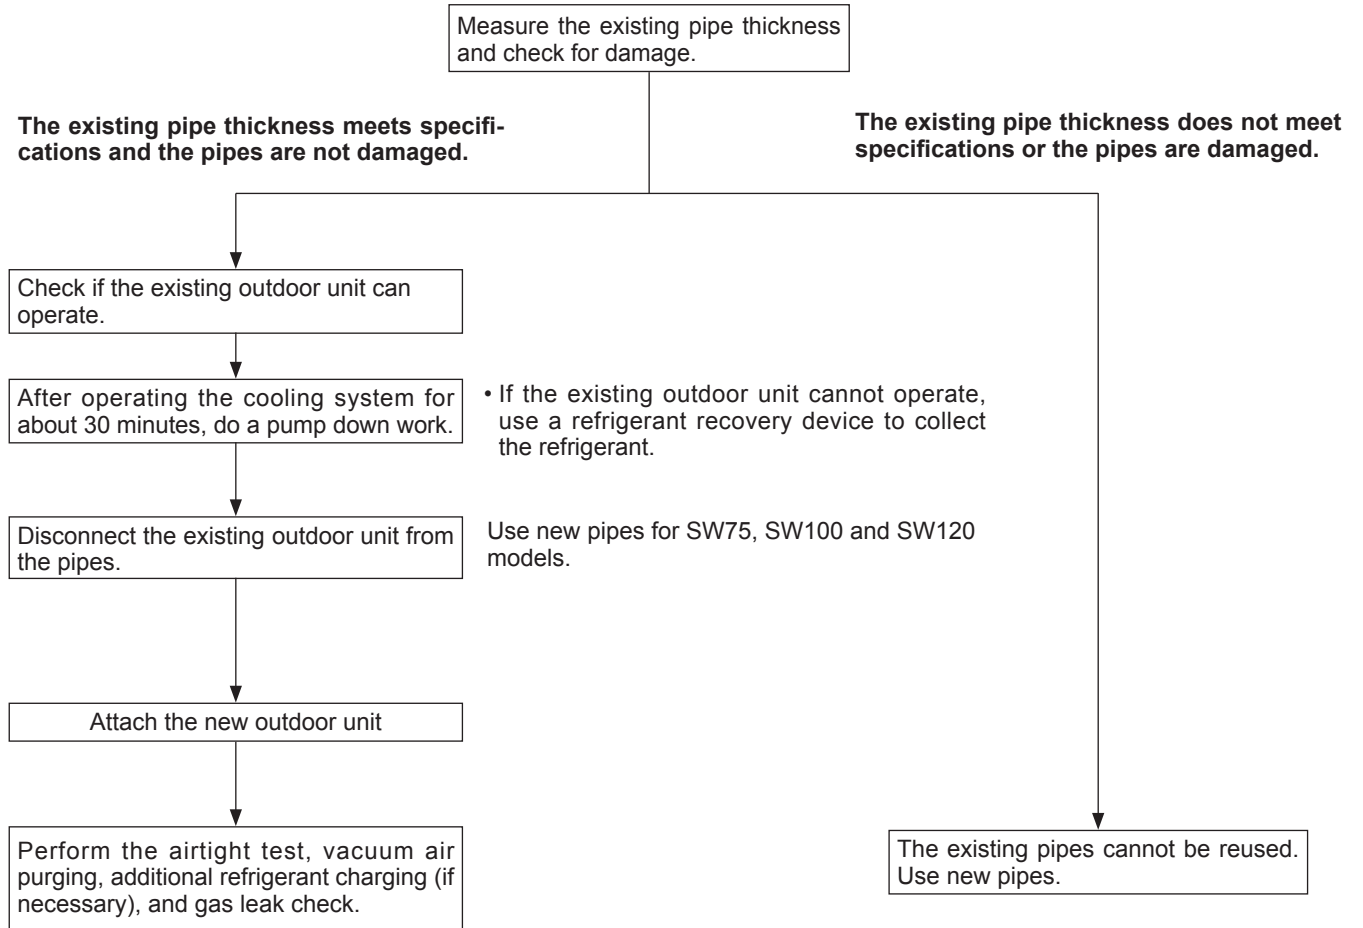 Measure the existing pipe thickness
and check for damage.
The existing pipe thickness meets specifi-
cations and the pipes are not damaged.
The existing pipe thickness does not meet
specifications or the pipes are damaged.
Check if the existing outdoor unit can
operate.
After operating the cooling system for
about 30 minutes, do a pump down work.
• If the existing outdoor unit cannot operate,
use a refrigerant recovery device to collect
the refrigerant.
Disconnect the existing outdoor unit from
the pipes.
Use new pipes for SW75, SW100 and SW120
models.
Attach the new outdoor unit
Perform the airtight test, vacuum air
purging, additional refrigerant charging (if
necessary), and gas leak check.
The existing pipes cannot be reused.
Use new pipes.